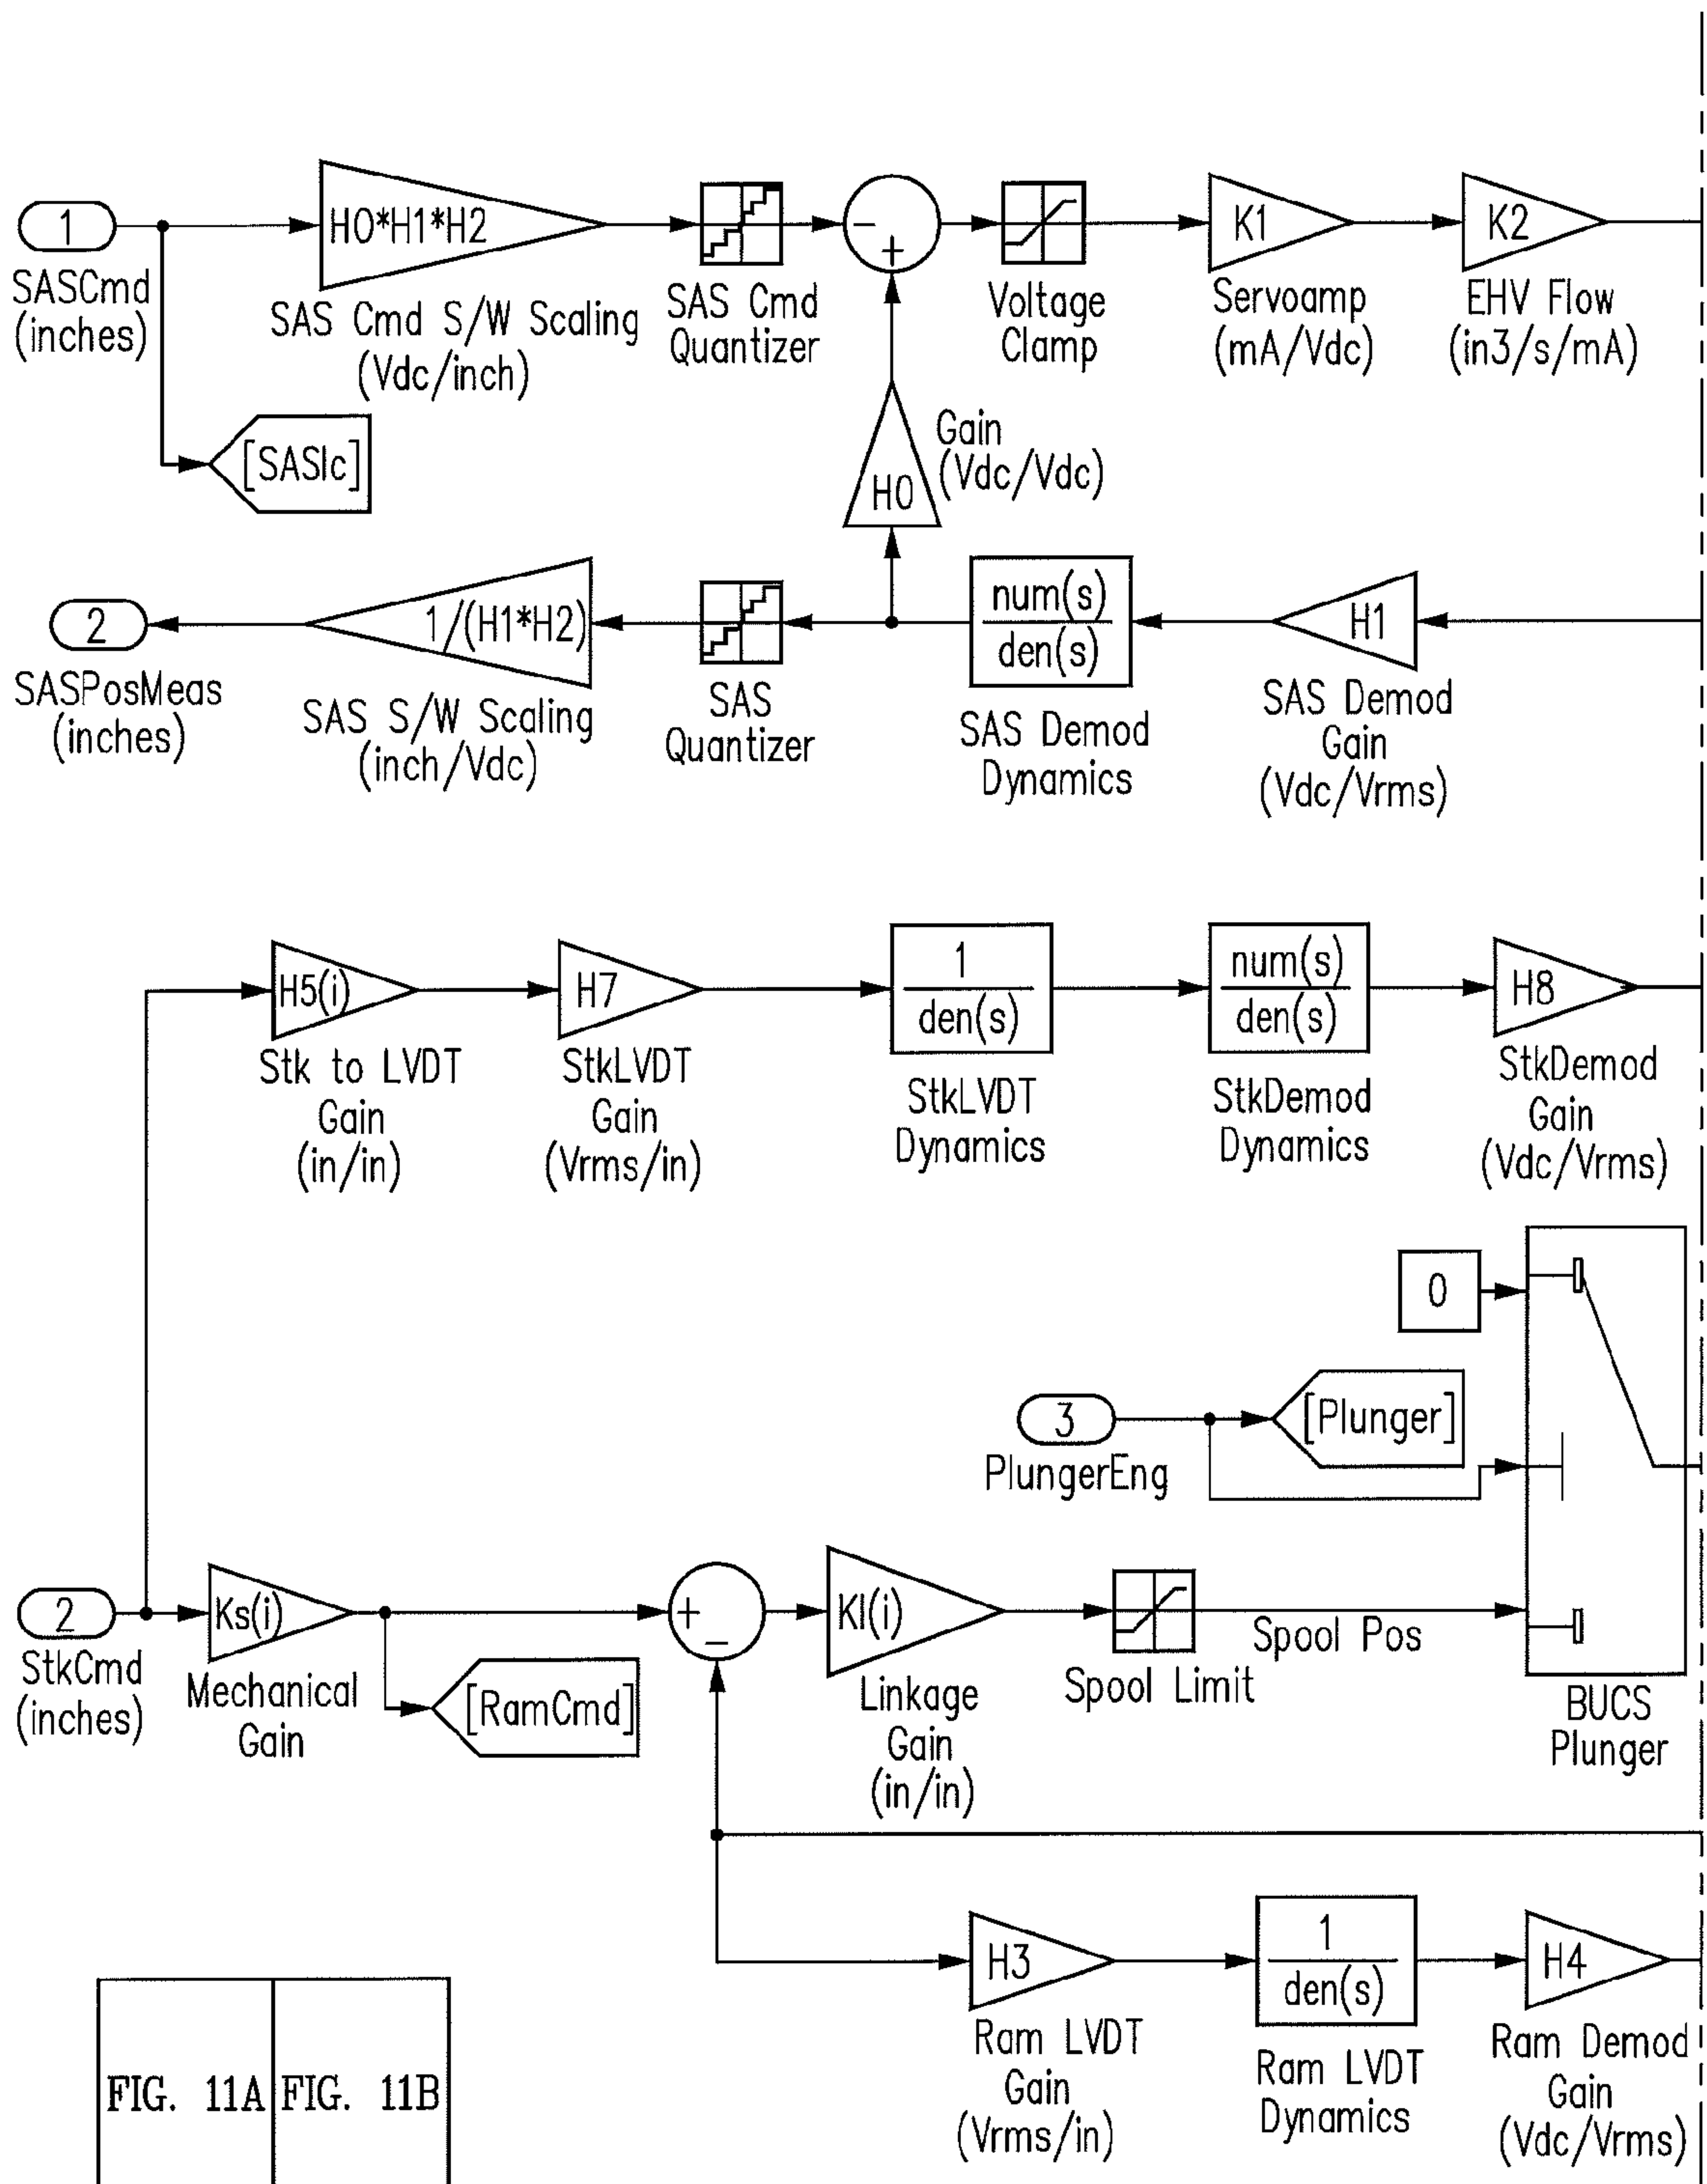 1
SASCmd
(inches)
H0*H1*H2
SAS Cmd S/W Scaling
(Vdc/inch)
SAS Cmd
Quantizer
−
+
Voltage
Clamp
K1
Servoamp
(mA/Vdc)
K2
EHV Flow
(in3/s/mA)
[SASIc]
Gain
(Vdc/Vdc)
H0
2
SASPosMeas
(inches)
1/(H1*H2)
SAS S/W Scaling
(inch/Vdc)
SAS
Quantizer
num(s)
den(s)
SAS Demod
Dynamics
H1
SAS Demod
Gain
(Vdc/Vrms)
H5(i)
Stk to LVDT
Gain
(in/in)
H7
StkLVDT
Gain
(Vrms/in)
1
den(s)
StkLVDT
Dynamics
num(s)
den(s)
StkDemod
Dynamics
H8
StkDemod
Gain
(Vdc/Vrms)
0
3
PlungerEng
[Plunger]
2
StkCmd
(inches)
Ks(i)
Mechanical
Gain
[RamCmd]
+
−
Kl(i)
Linkage
Gain
(in/in)
Spool Limit
Spool Pos
BUCS
Plunger
H3
Ram LVDT
Gain
(Vrms/in)
1
den(s)
Ram LVDT
Dynamics
H4
Ram Demod
Gain
(Vdc/Vrms)
FIG. 11A
FIG. 11B